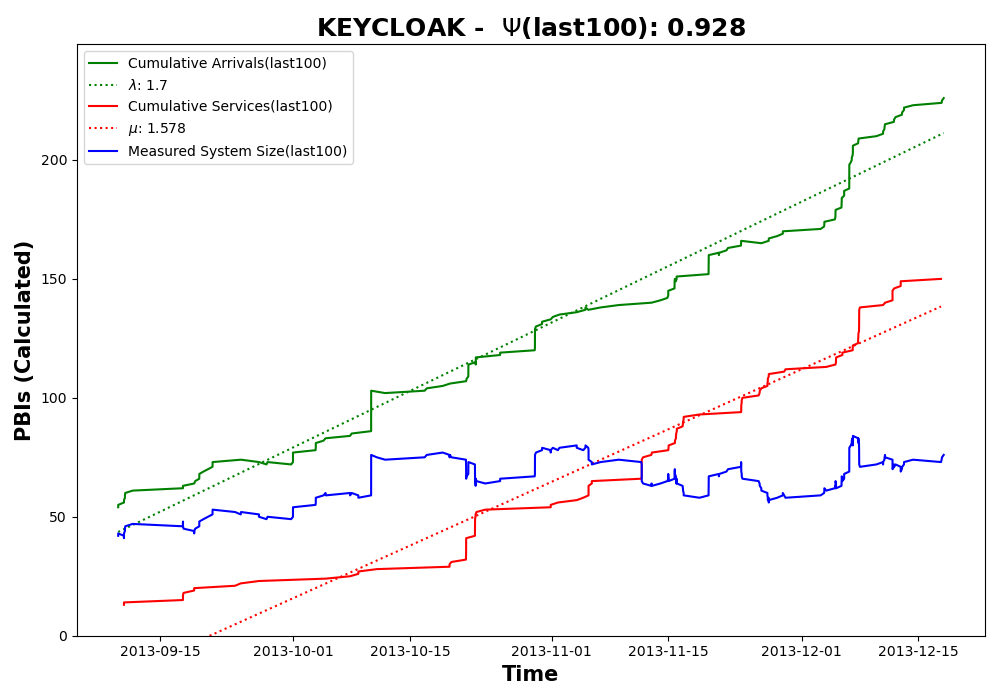 KEYCLOAK - Ψ(last100): 0.928
Cumulative Arrivals(last100)
λ: 1.7
Cumulative Services(last100)
μ: 1.578
Measured System Size(last100)
PBIs (Calculated)
200
150
100
50
0
2013-09-15 2013-10-01 2013-10-15 2013-11-01 2013-11-15 2013-12-01 2013-12-15
Time